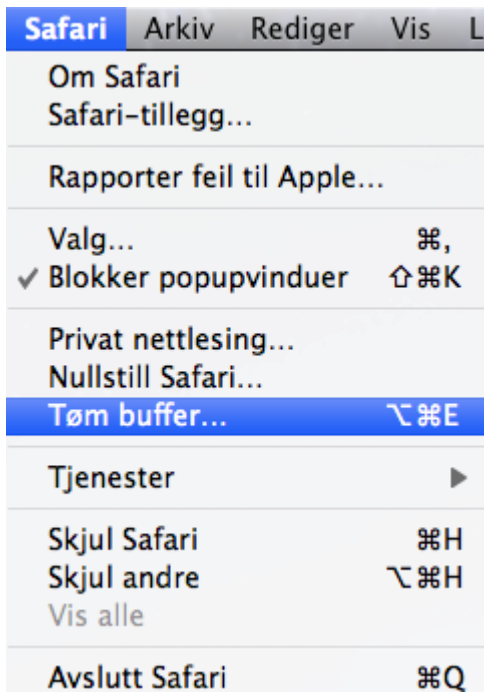 Safari Arkiv Rediger Vis L
Om Safari
Safari-tillegg...
Rapporter feil til Apple...
Valg... ⌘,
✓ Blokker popupvinduer ⇧⌘K
Privat nettlesing...
Nullstill Safari...
Tøm buffer... ⌥⌘E
Tjenester ▶
Skjul Safari ⌘H
Skjul andre ⌥⌘H
Vis alle
Avslutt Safari ⌘Q